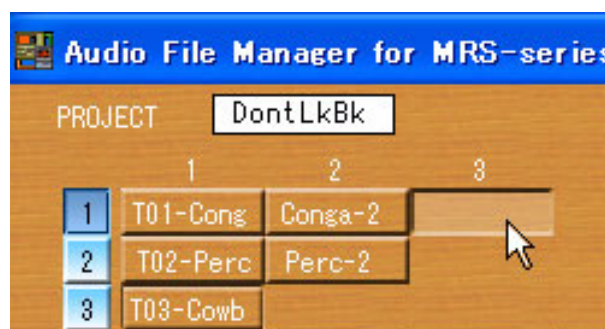 Audio File Manager for MRS-series
PROJECT DontLkBk
1 2 3
1 T01-Cong Conga-2
2 T02-Perc Perc-2
3 T03-Cowb